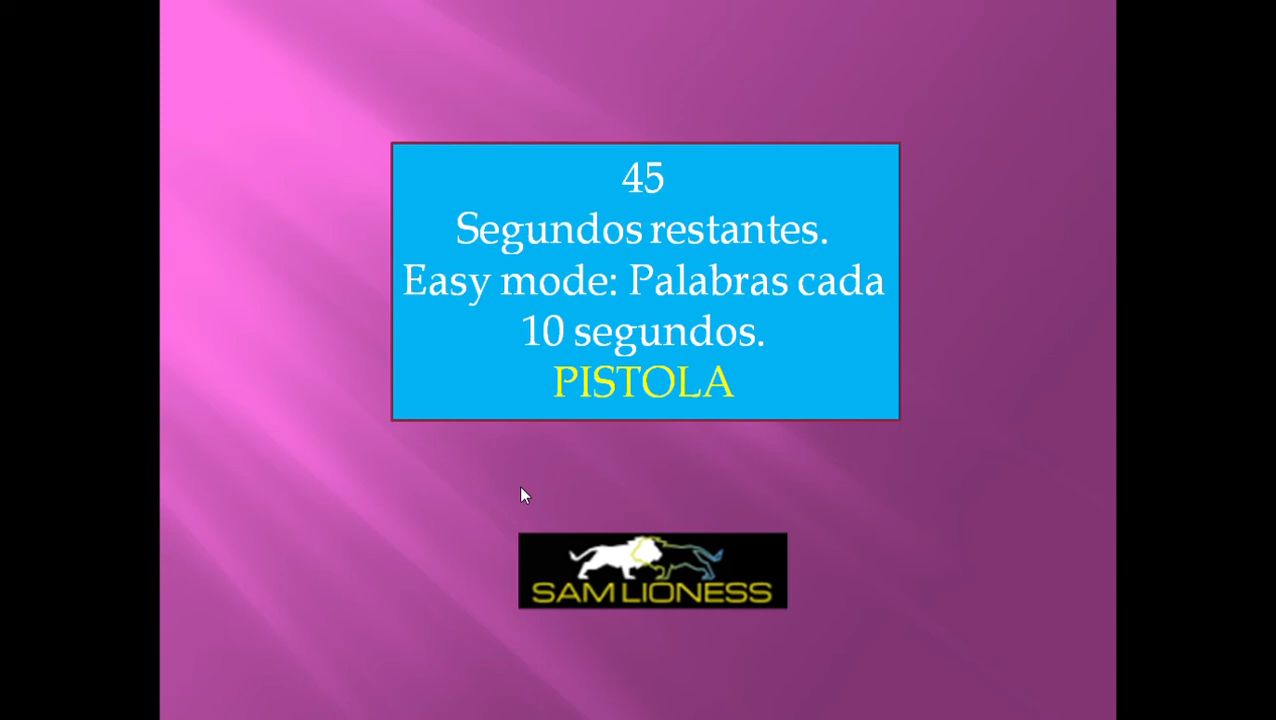 45
Segundos restantes.
Easy mode: Palabras cada
10 segundos.
PISTOLA
SAM LIONESS